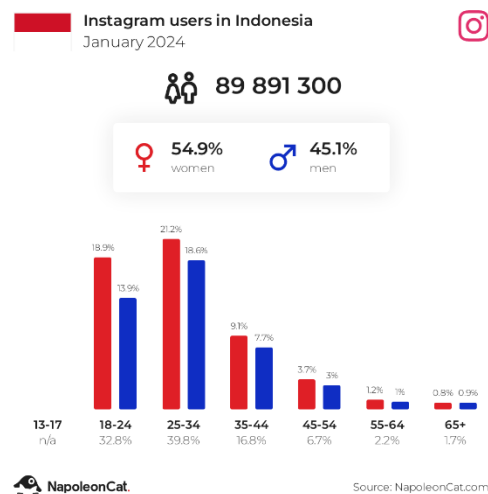 Instagram users in Indonesia
January 2024
89 891 300
54.9% 45.1%
women men
21.2%
18.9% 18.6%
13.9%
9.1% 7.7%
3.7% 3%
1.2% 1% 0.8% 0.9%
13-17 18-24 25-34 35-44 45-54 55-64 65+
n/a 32.8% 39.8% 16.8% 6.7% 2.2% 1.7%
NapoleonCat. Source: NapoleonCat.com